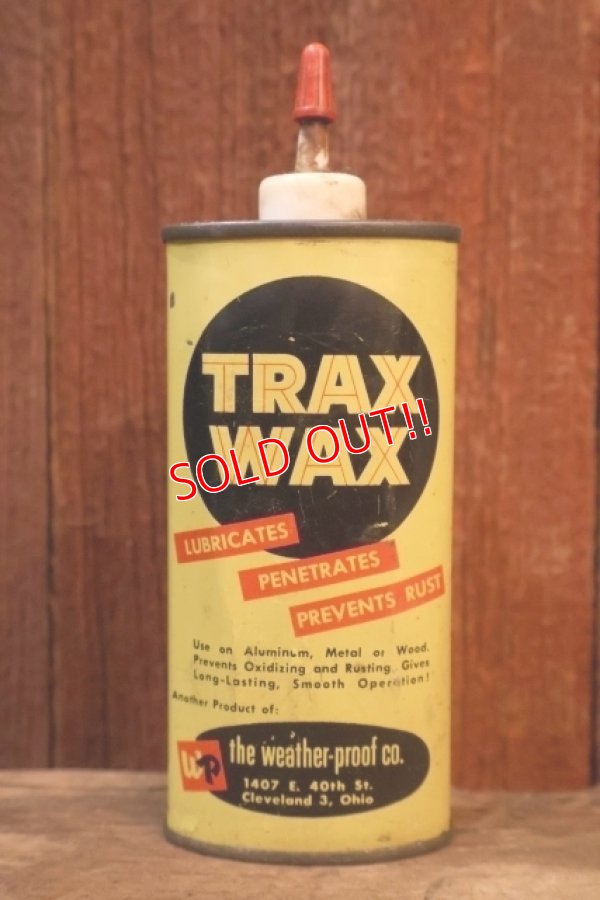 TRAX
WAX
SOLD OUT!!
LUBRICATES
PENETRATES
PREVENTS RUST
Use on Aluminum, Metal or Wood.
Prevents Oxidizing and Rusting. Gives
Long-Lasting, Smooth Operation!
Another Product of:
WP
the weather-proof co.
1407 E. 40th St.
Cleveland 3, Ohio